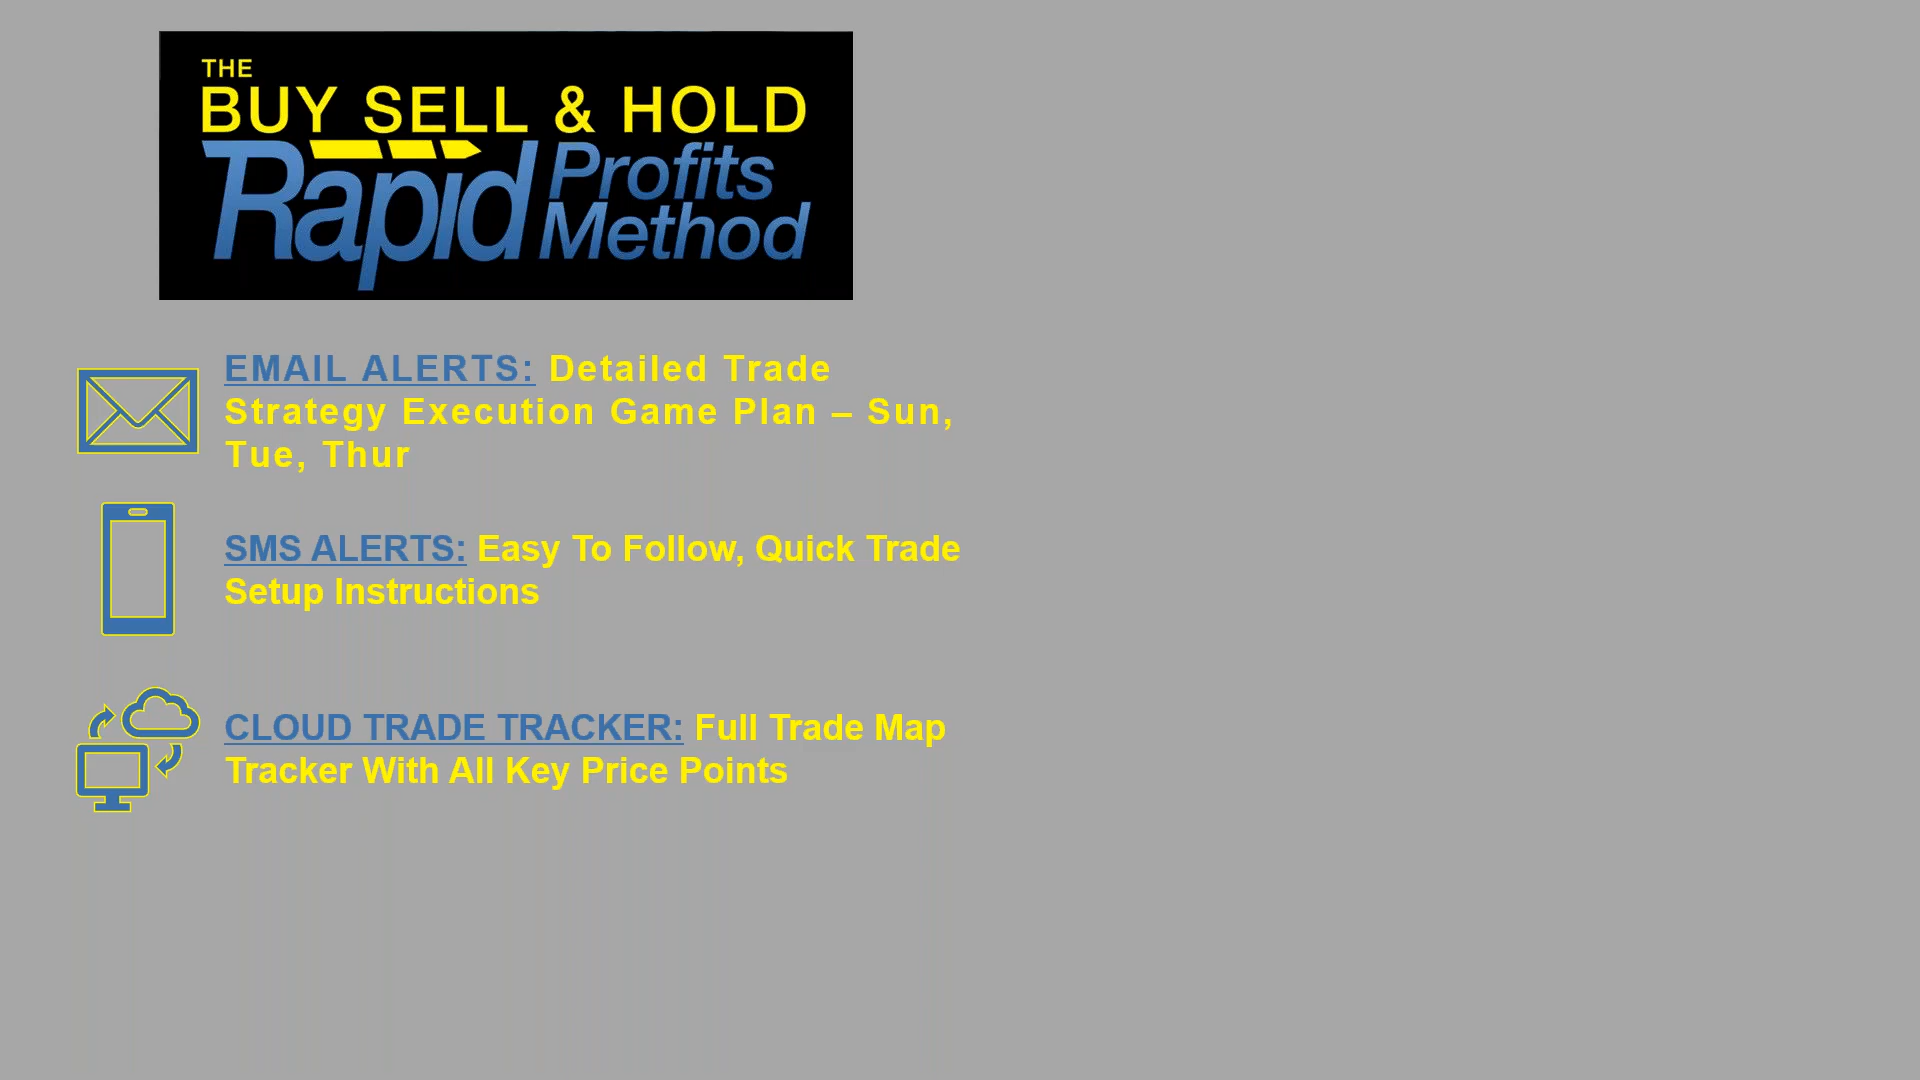 THE
BUY SELL & HOLD
Rapid Profits
Method
EMAIL ALERTS: Detailed Trade
Strategy Execution Game Plan – Sun,
Tue, Thur
SMS ALERTS: Easy To Follow, Quick Trade
Setup Instructions
CLOUD TRADE TRACKER: Full Trade Map
Tracker With All Key Price Points